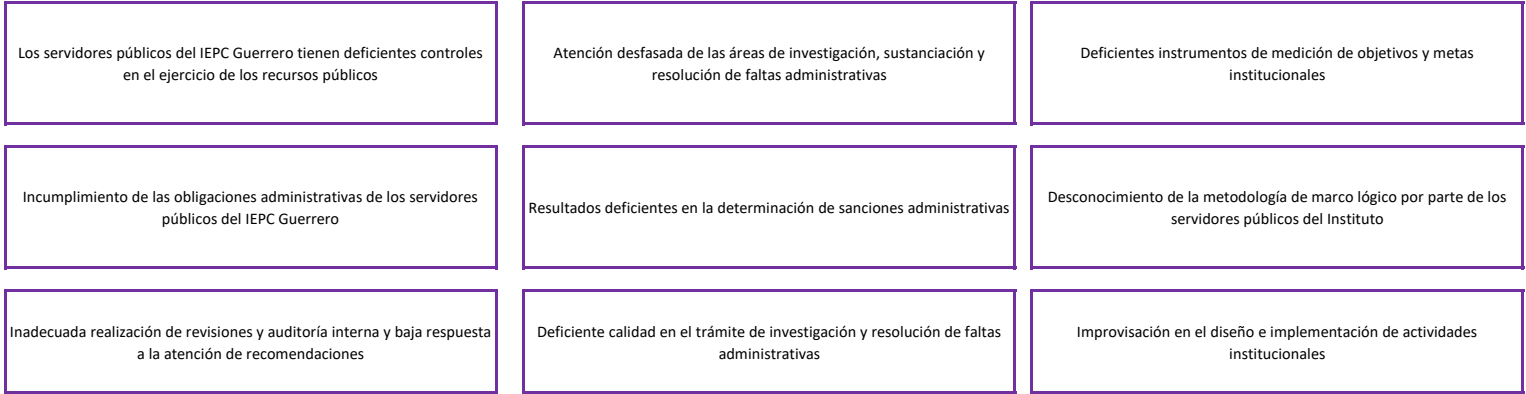 Los servidores públicos del IEPC Guerrero tienen deficientes controles
en el ejercicio de los recursos públicos
Atención desfasada de las áreas de investigación, sustanciación y
resolución de faltas administrativas
Deficientes instrumentos de medición de objetivos y metas
institucionales
Incumplimiento de las obligaciones administrativas de los servidores
públicos del IEPC Guerrero
Resultados deficientes en la determinación de sanciones administrativas
Desconocimiento de la metodología de marco lógico por parte de los
servidores públicos del Instituto
Inadecuada realización de revisiones y auditoría interna y baja respuesta
a la atención de recomendaciones
Deficiente calidad en el trámite de investigación y resolución de faltas
administrativas
Improvisación en el diseño e implementación de actividades
institucionales